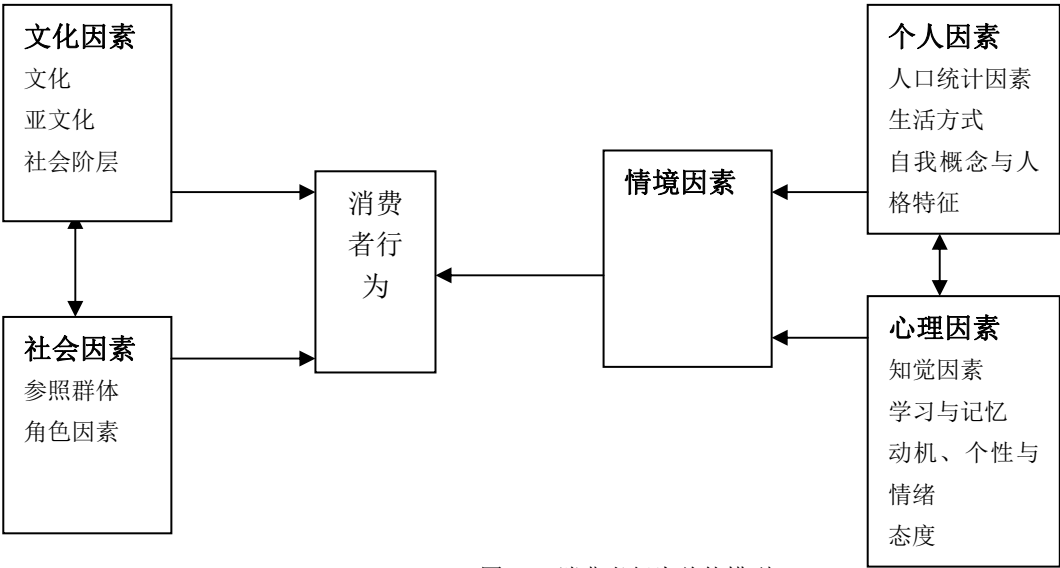 文化因素
文化
亚文化
社会阶层
社会因素
参照群体
角色因素
消费
者行
为
情境因素
个人因素
人口统计因素
生活方式
自我概念与人
格特征
心理因素
知觉因素
学习与记忆
动机、个性与
情绪
态度